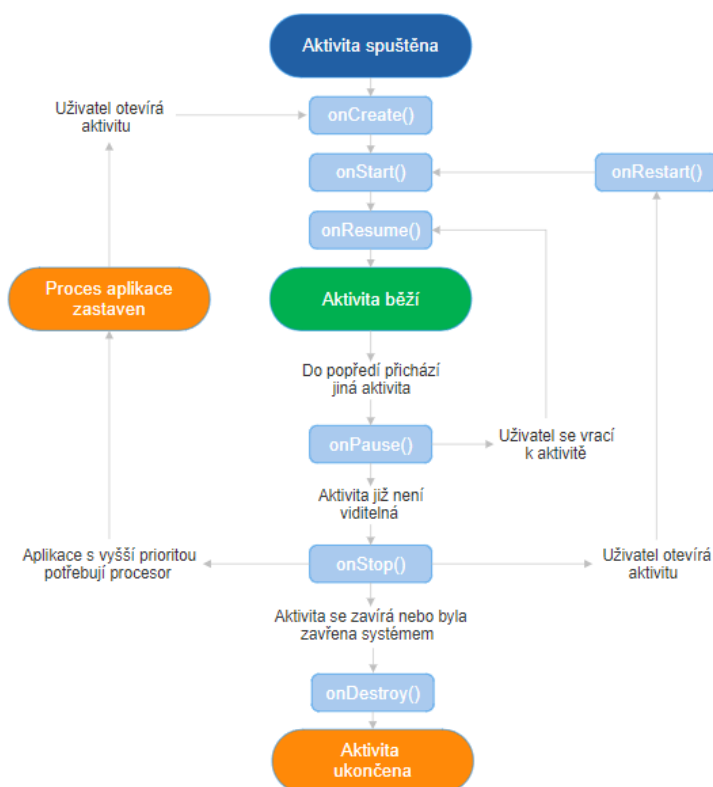 Aktivita spuštěna
Uživatel otevírá
aktivitu
onCreate()
onStart()
onRestart()
onResume()
Proces aplikace
zastaven
Aktivita běží
Do popředí přichází
jiná aktivita
onPause()
Uživatel se vrací
k aktivitě
Aktivita již není
viditelná
Aplikace s vyšší prioritou
potřebují procesor
onStop()
Uživatel otevírá
aktivitu
Aktivita se zavírá nebo byla
zavřena systémem
onDestroy()
Aktivita
ukončena